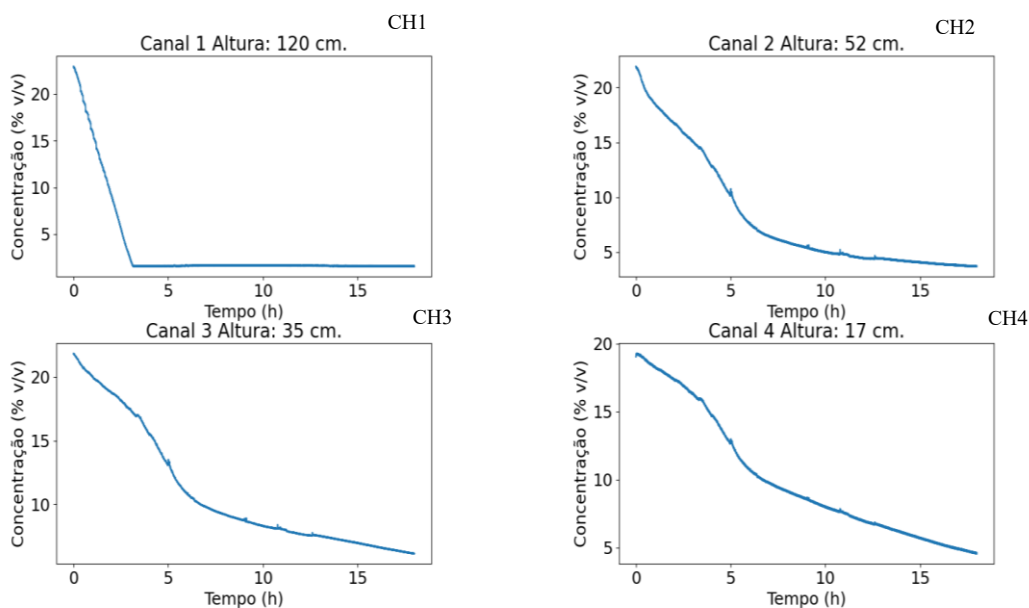 CH1
Canal 1 Altura: 120 cm.
Concentração (% v/v)
20
15
10
5
0 5 10 15
Tempo (h)
CH2
Canal 2 Altura: 52 cm.
Concentração (% v/v)
20
15
10
5
0 5 10 15
Tempo (h)
CH3
Canal 3 Altura: 35 cm.
Concentração (% v/v)
20
15
10
0 5 10 15
Tempo (h)
CH4
Canal 4 Altura: 17 cm.
Concentração (% v/v)
20
15
10
5
0 5 10 15
Tempo (h)